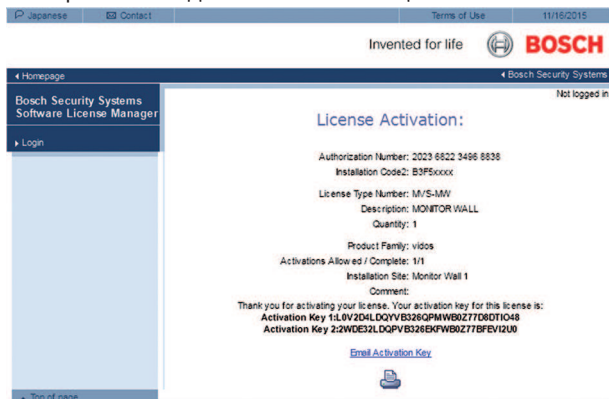 Japanese Contact Terms of Use 11/16/2015
Invented for life BOSCH
Homepage Bosch Security Systems
Bosch Security Systems
Software License Manager
Login
Not logged in
License Activation:
Authorization Number: 2023 6822 3496 8838
Installation Code2: B3F5xxxx
License Type Number: MVS-MW
Description: MONITOR WALL
Quantity: 1
Product Family: vidos
Activations Allowed / Complete: 1/1
Installation Site: Monitor Wall 1
Comment:
Thank you for activating your license. Your activation key for this license is:
Activation Key 1:L0V2D4LDQYVB326QPMWB0Z77D8DTIO48
Activation Key 2:2WDE32LDQPVB326EKFWB0Z77BFEVI2U0
Email Activation Key
Top of page